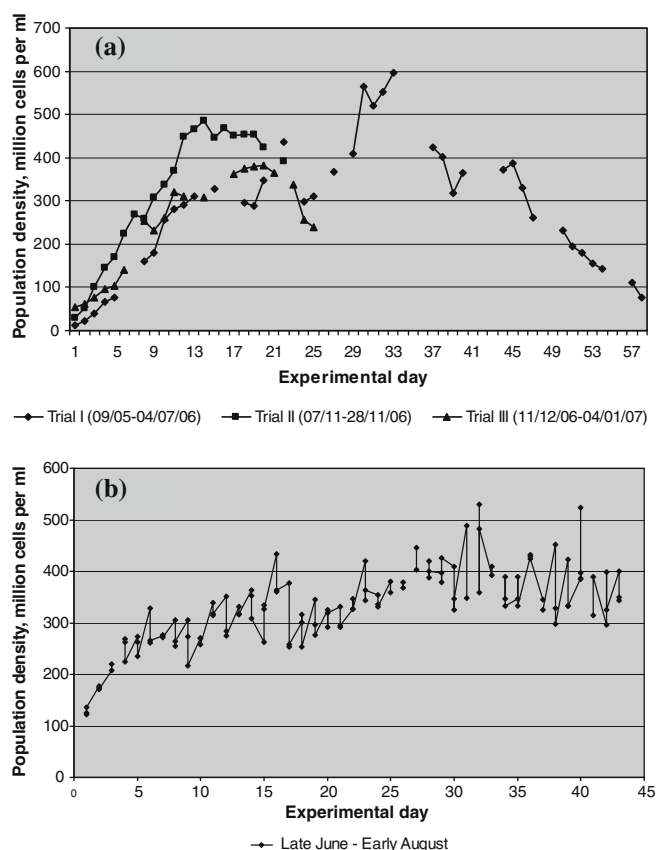 (a)
Population density, million cells per ml
700
600
500
400
300
200
100
0
1 5 9 13 17 21 25 29 33 37 41 45 49 53 57
Experimental day
Trial I (09/05-04/07/06) Trial II (07/11-28/11/06) Trial III (11/12/06-04/01/07)
(b)
Population density, million cells per ml
600
500
400
300
200
100
0
0 5 10 15 20 25 30 35 40 45
Experimental day
Late June - Early August